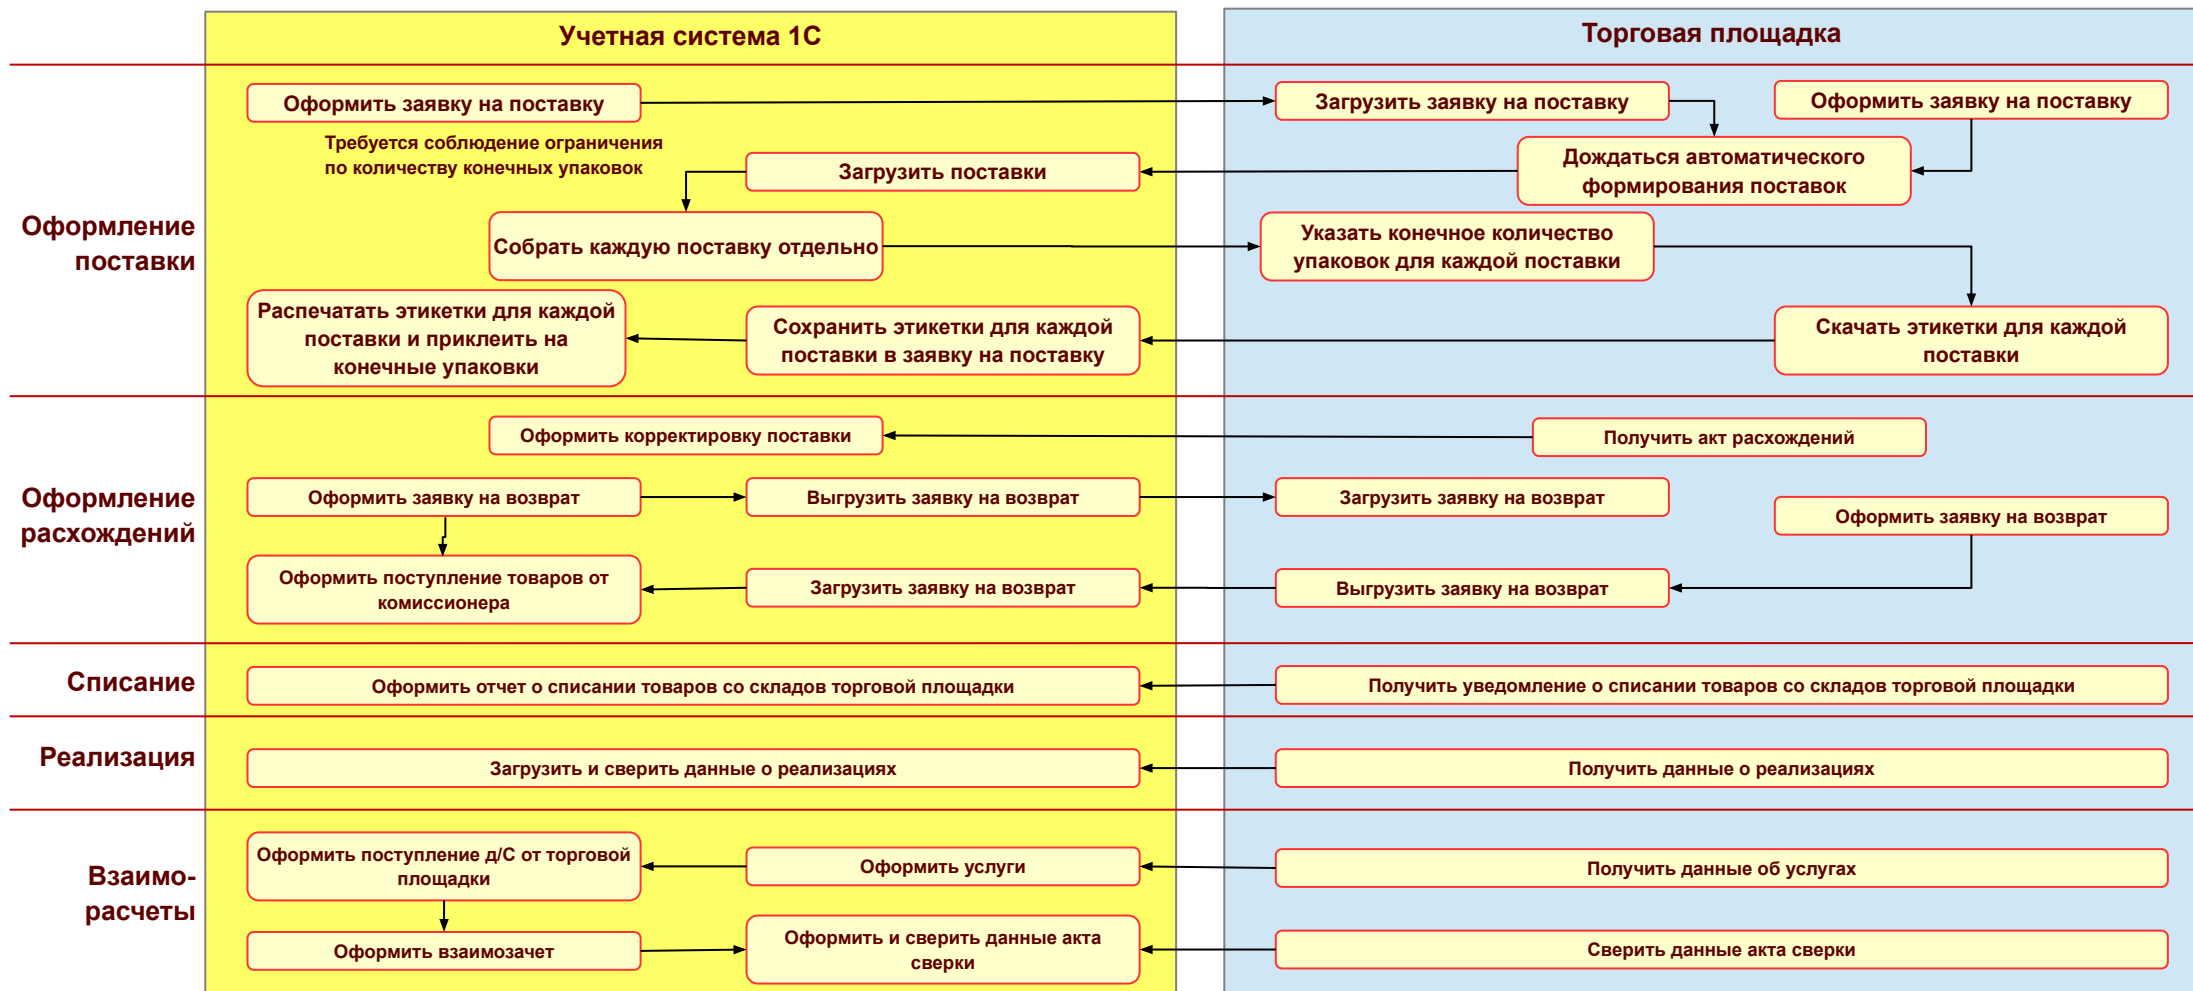 Учетная система 1С
Торговая площадка
Оформление
поставки
Оформить заявку на поставку
Загрузить заявку на поставку
Оформить заявку на поставку
Требуется соблюдение ограничения
по количеству конечных упаковок
Загрузить поставки
Дождаться автоматического
формирования поставок
Собрать каждую поставку отдельно
Указать конечное количество
упаковок для каждой поставки
Распечатать этикетки для каждой
поставки и приклеить на
конечные упаковки
Сохранить этикетки для каждой
поставки в заявку на поставку
Скачать этикетки для каждой
поставки
Оформление
расхождений
Оформить корректировку поставки
Получить акт расхождений
Оформить заявку на возврат
Выгрузить заявку на возврат
Загрузить заявку на возврат
Оформить заявку на возврат
Оформить поступление товаров от
комиссионера
Загрузить заявку на возврат
Выгрузить заявку на возврат
Списание
Оформить отчет о списании товаров со складов торговой площадки
Получить уведомление о списании товаров со складов торговой площадки
Реализация
Загрузить и сверить данные о реализациях
Получить данные о реализациях
Взаимо-
расчеты
Оформить поступление д/С от торговой
площадки
Оформить услуги
Получить данные об услугах
Оформить взаимозачет
Оформить и сверить данные акта
сверки
Сверить данные акта сверки